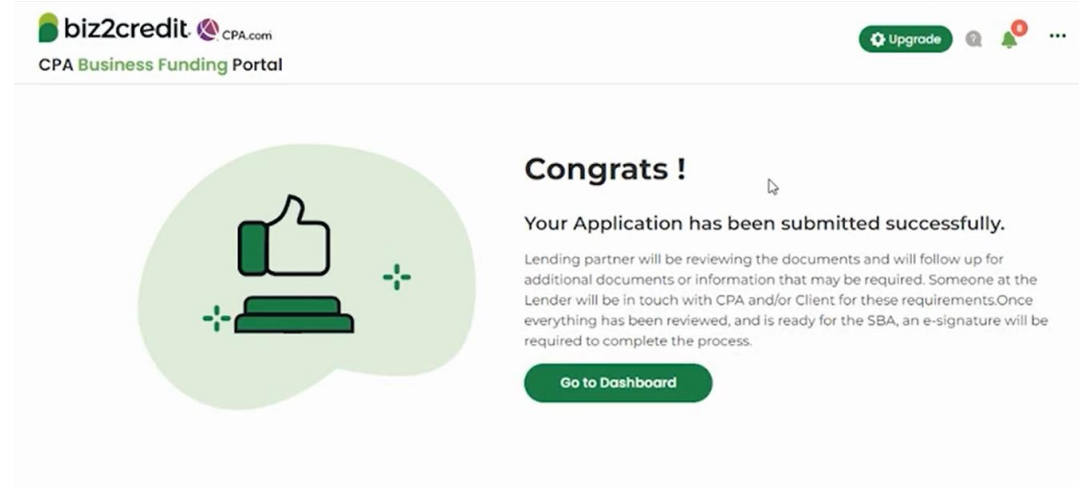 biz2credit CPA.com
CPA Business Funding Portal
Upgrade
?
8
Congrats !
Your Application has been submitted successfully.
Lending partner will be reviewing the documents and will follow up for
additional documents or information that may be required. Someone at the
Lender will be in touch with CPA and/or Client for these requirements.Once
everything has been reviewed, and is ready for the SBA, an e-signature will be
required to complete the process.
Go to Dashboard